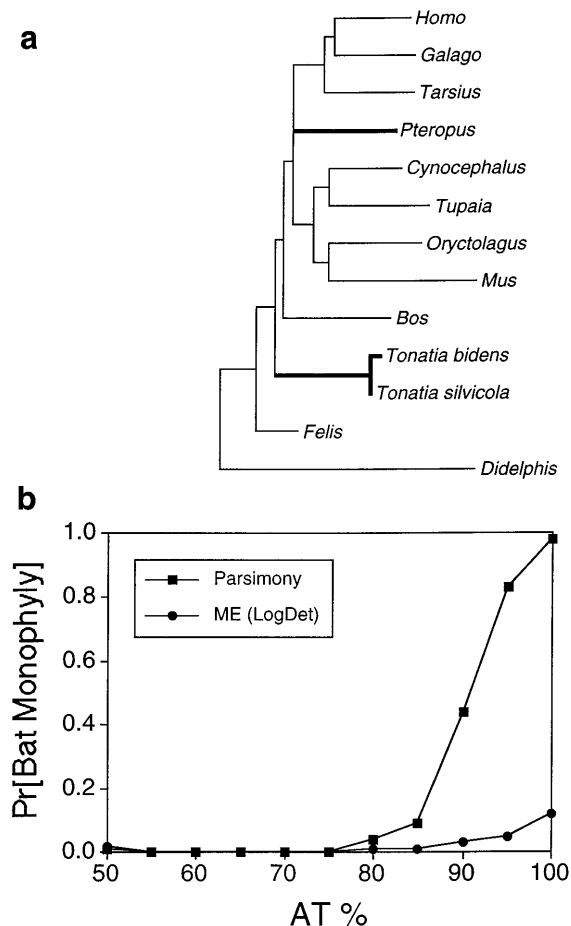 a
Homo
Galago
Tarsius
Pteropus
Cynocephalus
Tupaia
Oryctolagus
Mus
Bos
Tonatia bidens
Tonatia silvicola
Felis
Didelphis
b
Pr[Bat Monophyly]
1.0
0.8
0.6
0.4
0.2
0.0
Parsimony
ME (LogDet)
50 60 70 80 90 100
AT %